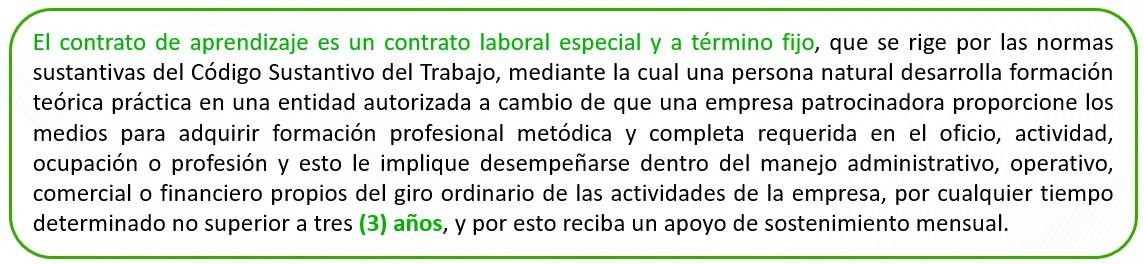 El contrato de aprendizaje es un contrato laboral especial y a término fijo, que se rige por las normas
sustantivas del Código Sustantivo del Trabajo, mediante la cual una persona natural desarrolla formación
teórica práctica en una entidad autorizada a cambio de que una empresa patrocinadora proporcione los
medios para adquirir formación profesional metódica y completa requerida en el oficio, actividad,
ocupación o profesión y esto le implique desempeñarse dentro del manejo administrativo, operativo,
comercial o financiero propios del giro ordinario de las actividades de la empresa, por cualquier tiempo
determinado no superior a tres (3) años, y por esto reciba un apoyo de sostenimiento mensual.